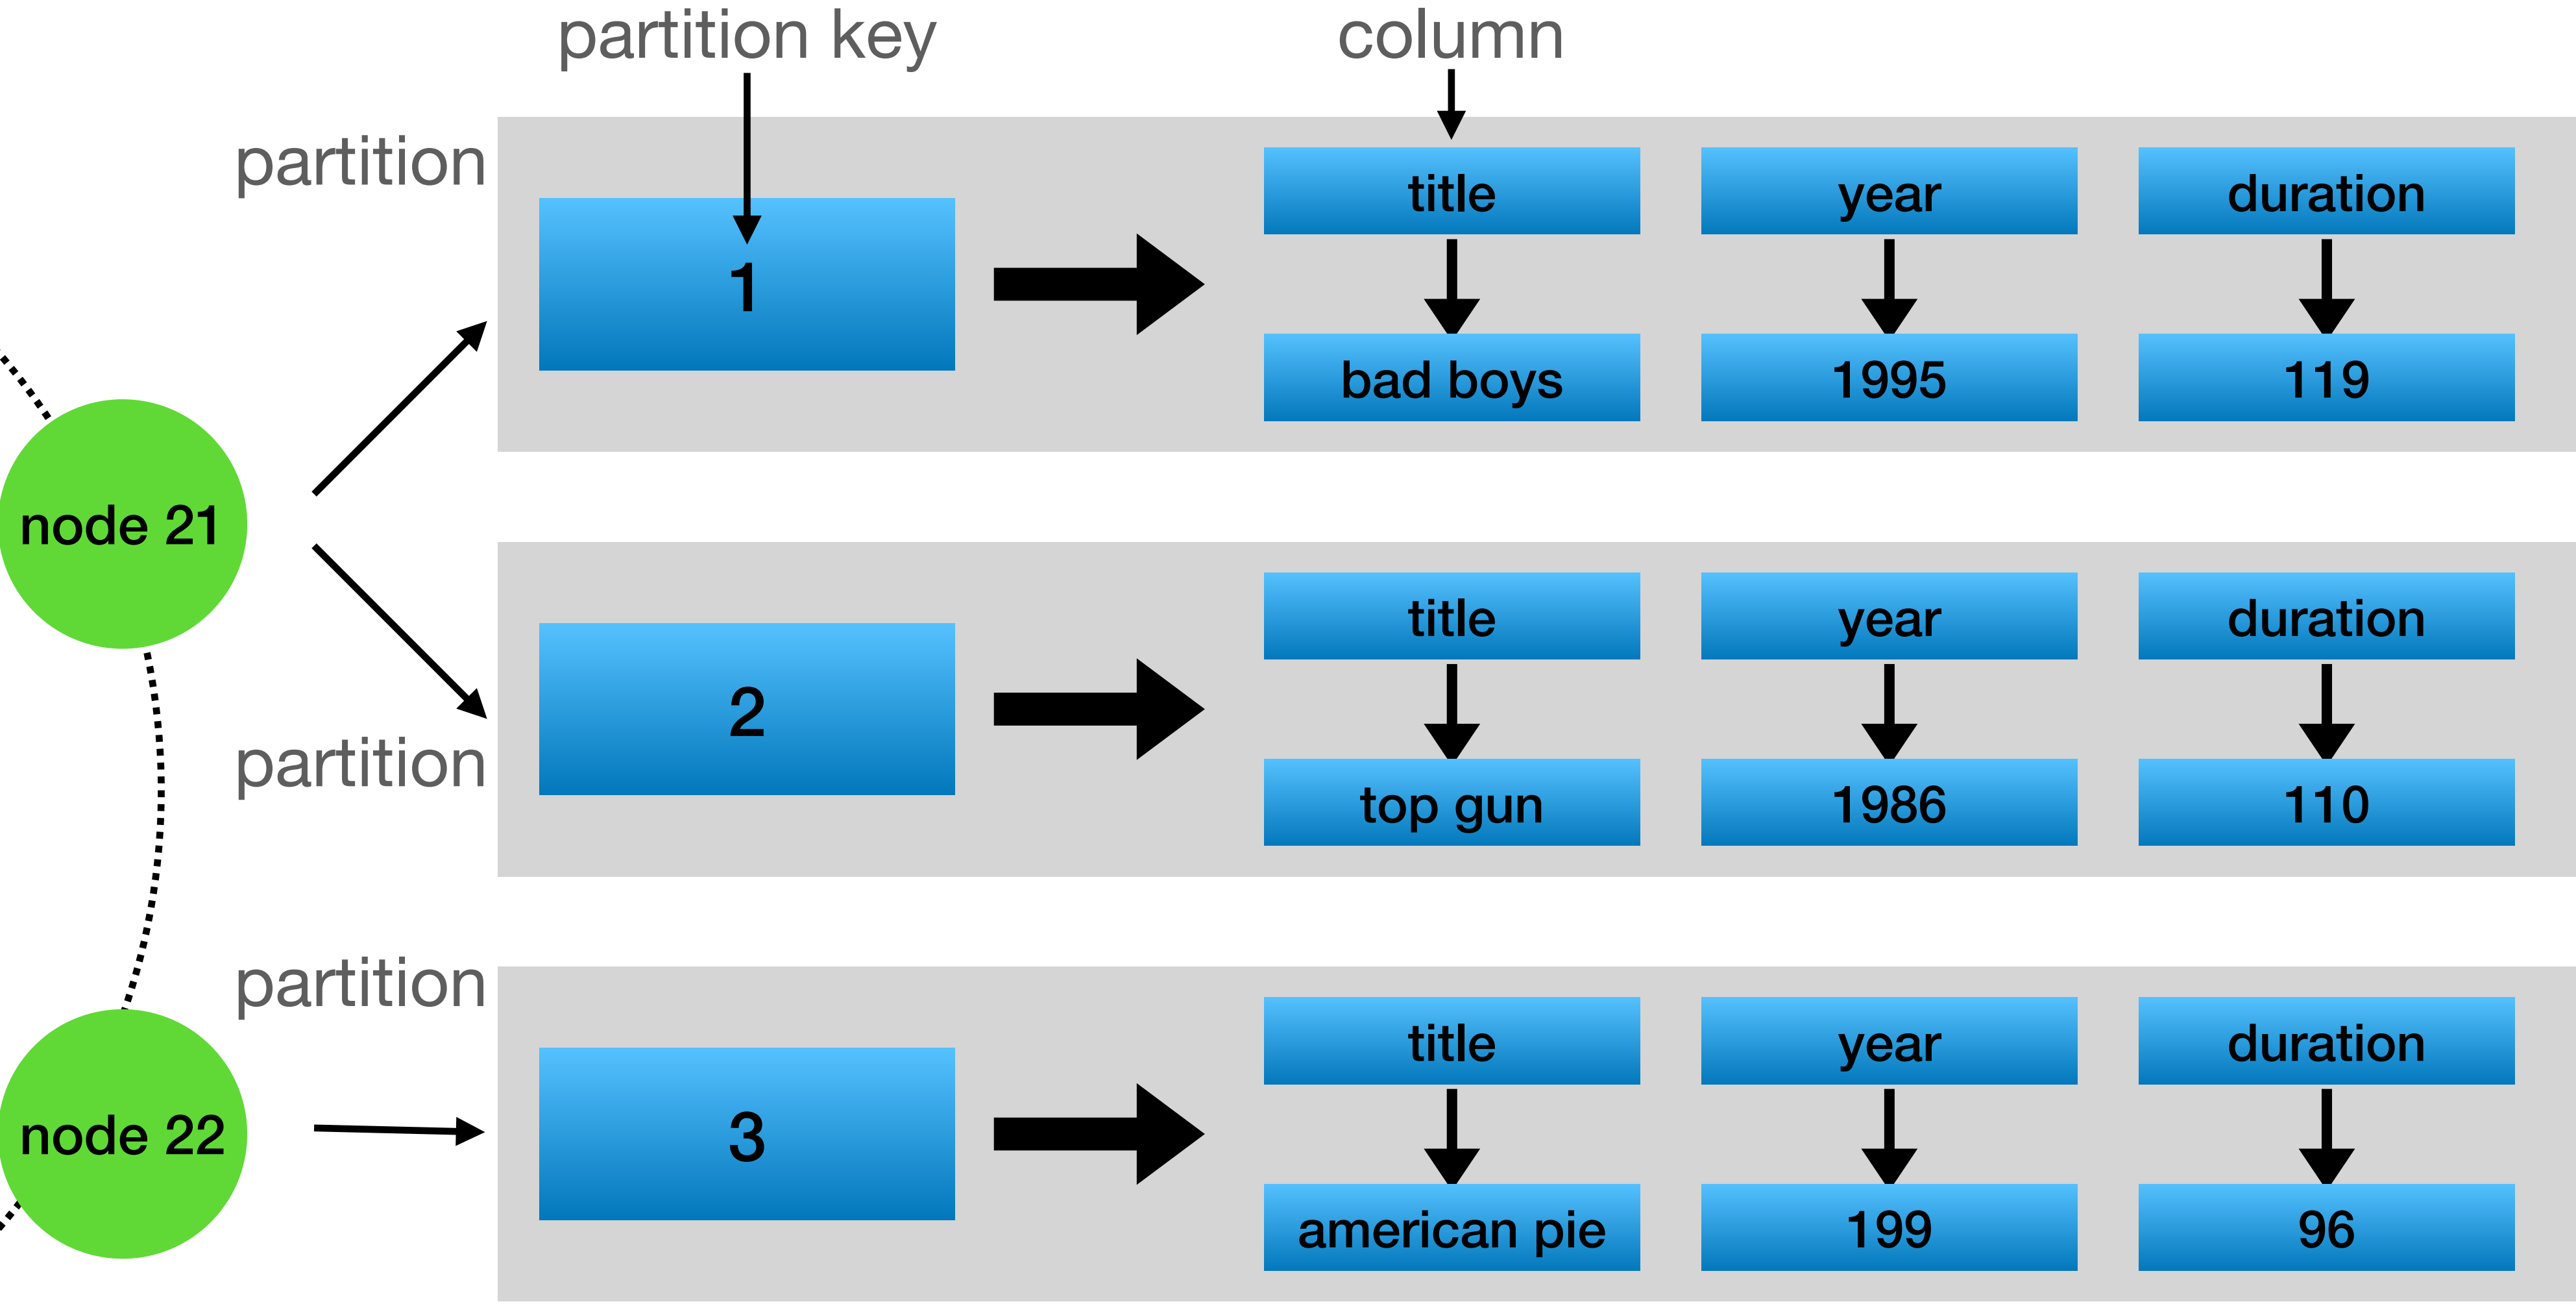 partition key
column
partition
1
title
year
duration
bad boys
1995
119
node 21
partition
2
title
year
duration
top gun
1986
110
partition
node 22
3
title
year
duration
american pie
199
96